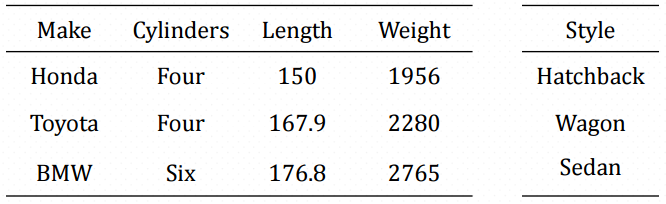 Make Cylinders Length Weight Style
Honda Four 150 1956 Hatchback
Toyota Four 167.9 2280 Wagon
BMW Six 176.8 2765 Sedan